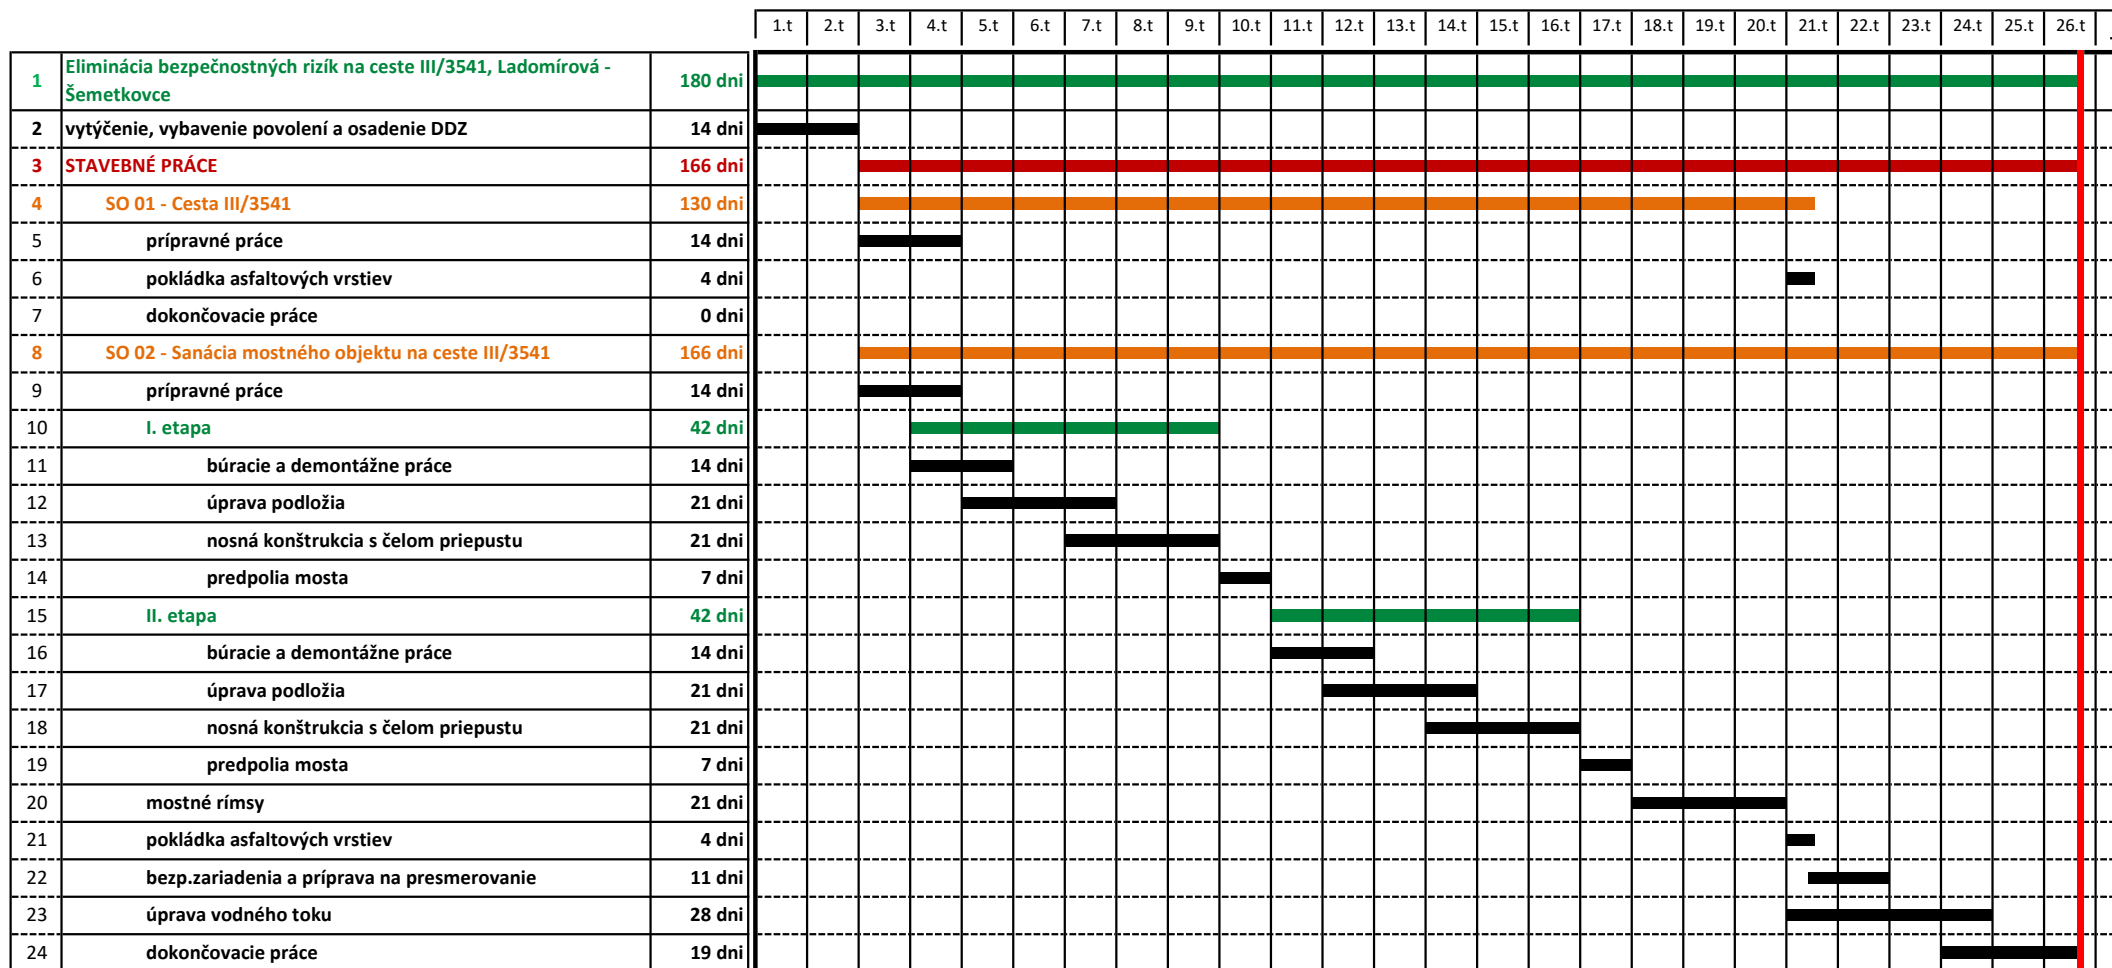 1.t 2.t 3.t 4.t 5.t 6.t 7.t 8.t 9.t 10.t 11.t 12.t 13.t 14.t 15.t 16.t 17.t 18.t 19.t 20.t 21.t 22.t 23.t 24.t 25.t 26.t
1 Eliminácia bezpečnostných rizík na ceste III/3541, Ladomírová -
Šemetkovce 180 dni
2 vytýčenie, vybavenie povolení a osadenie DDZ 14 dni
3 STAVEBNÉ PRÁCE 166 dni
4 SO 01 - Cesta III/3541 130 dni
5 prípravné práce 14 dni
6 pokládka asfaltových vrstiev 4 dni
7 dokončovacie práce 0 dni
8 SO 02 - Sanácia mostného objektu na ceste III/3541 166 dni
9 prípravné práce 14 dni
10 I. etapa 42 dni
11 búracie a demontážne práce 14 dni
12 úprava podložia 21 dni
13 nosná konštrukcia s čelom priepustu 21 dni
14 predpolia mosta 7 dni
15 II. etapa 42 dni
16 búracie a demontážne práce 14 dni
17 úprava podložia 21 dni
18 nosná konštrukcia s čelom priepustu 21 dni
19 predpolia mosta 7 dni
20 mostné rímsy 21 dni
21 pokládka asfaltových vrstiev 4 dni
22 bezp.zariadenia a príprava na presmerovanie 11 dni
23 úprava vodného toku 28 dni
24 dokončovacie práce 19 dni